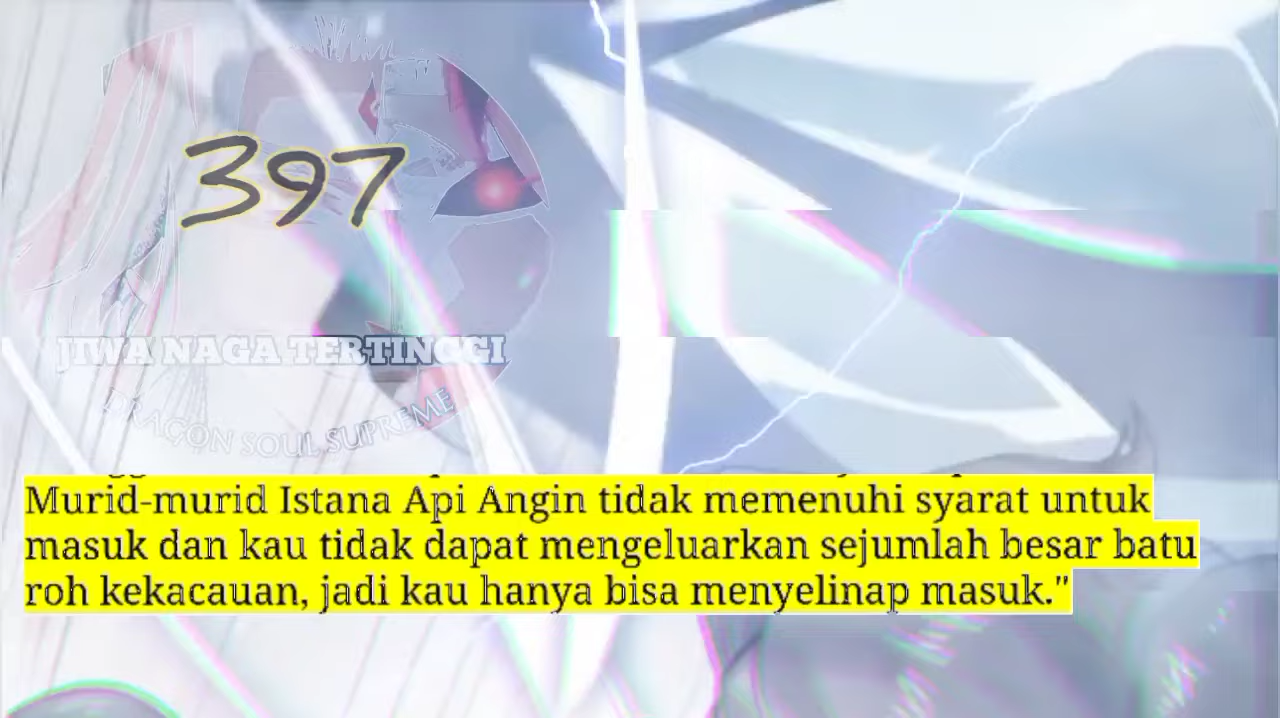 397
JIWA NAGA TERTINGGI
DRAGON SOUL SUPREME
Murid-murid Istana Api Angin tidak memenuhi syarat untuk
masuk dan kau tidak dapat mengeluarkan sejumlah besar batu
roh kekacauan, jadi kau hanya bisa menyelinap masuk."